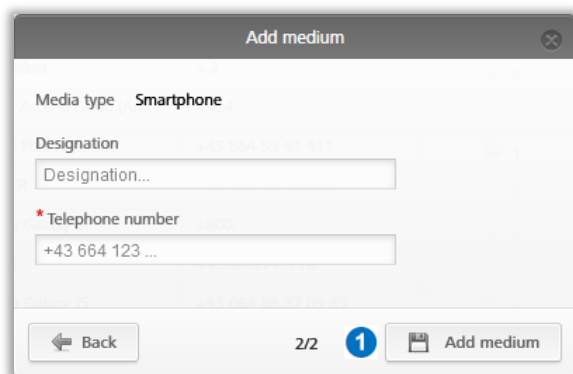 Add medium
Media type Smartphone
Designation
Designation...
* Telephone number
+43 664 123 ...
Back 2/2 1 Add medium